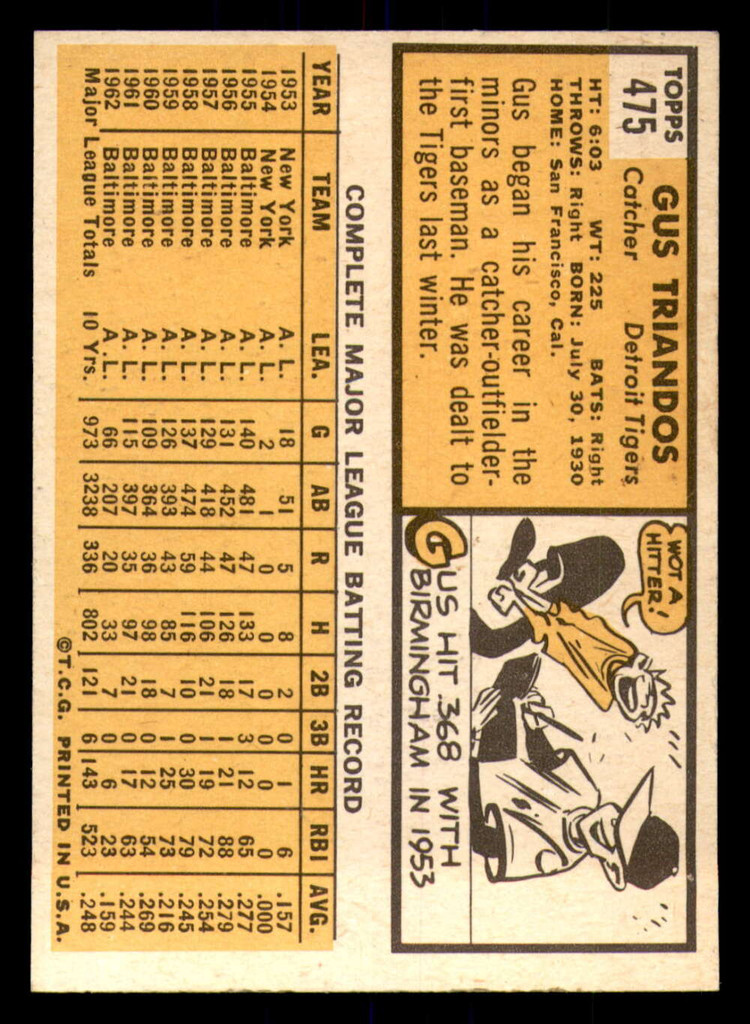 TOPPS
475
GUS TRIANDOS
Catcher Detroit Tigers
HT: 6:03 WT: 225 BATS: Right
THROWS: Right BORN: July 30, 1930
HOME: San Francisco, Cal.
Gus began his career in the
minors as a catcher-outfielder-
first baseman. He was dealt to
the Tigers last winter.
WOT A
HITTER!
GUS HIT .368 WITH
BIRMINGHAM IN 1953
COMPLETE MAJOR LEAGUE BATTING RECORD
YEAR TEAM LEA. G AB R H 2B 3B HR RBI AVG.
1953 New York A. L. 18 51 5 8 2 0 1 6 .157
1954 New York A. L. 2 1 0 0 0 0 0 0 .000
1955 Baltimore A. L. 140 481 47 133 17 3 12 65 .277
1956 Baltimore A. L. 131 452 47 126 18 1 21 88 .279
1957 Baltimore A. L. 129 418 44 106 21 1 19 72 .254
1958 Baltimore A. L. 137 474 59 116 10 0 30 79 .245
1959 Baltimore A. L. 126 393 43 85 7 1 25 73 .216
1960 Baltimore A. L. 109 364 36 98 18 0 12 54 .269
1961 Baltimore A. L. 115 397 35 97 21 0 17 63 .244
1962 Baltimore A. L. 66 207 20 33 7 0 6 23 .159
Major League Totals 10 Yrs. 973 3238 336 802 121 6 143 523 .248
©T.C.G. PRINTED IN U.S.A.